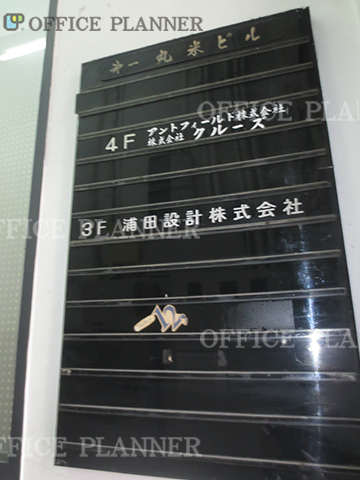 OFFICE PLANNER
第一丸米ビル
4F アントフィールド株式会社
株式会社 クルーズ
3F 浦田設計株式会社
OFFICE PLANNER
OFFICE PLANNER
OFFICE PLANNER
OFFICE PLANNER